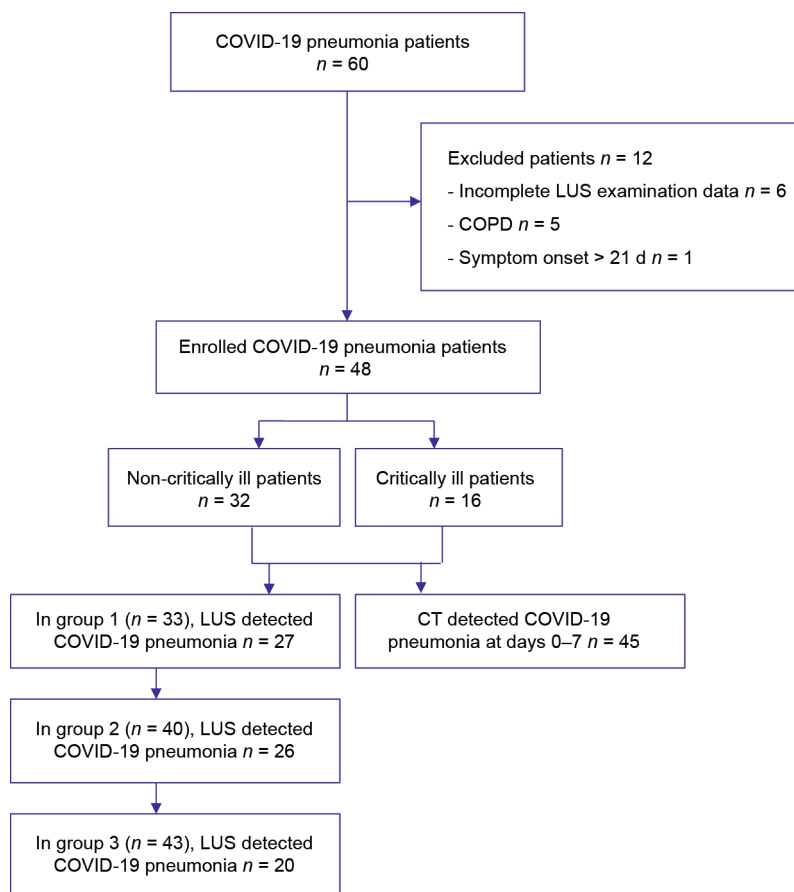 COVID-19 pneumonia patients
n = 60
Excluded patients n = 12
- Incomplete LUS examination data n = 6
- COPD n = 5
- Symptom onset > 21 d n = 1
Enrolled COVID-19 pneumonia patients
n = 48
Non-critically ill patients
n = 32
Critically ill patients
n = 16
In group 1 (n = 33), LUS detected
COVID-19 pneumonia n = 27
CT detected COVID-19
pneumonia at days 0–7 n = 45
In group 2 (n = 40), LUS detected
COVID-19 pneumonia n = 26
In group 3 (n = 43), LUS detected
COVID-19 pneumonia n = 20